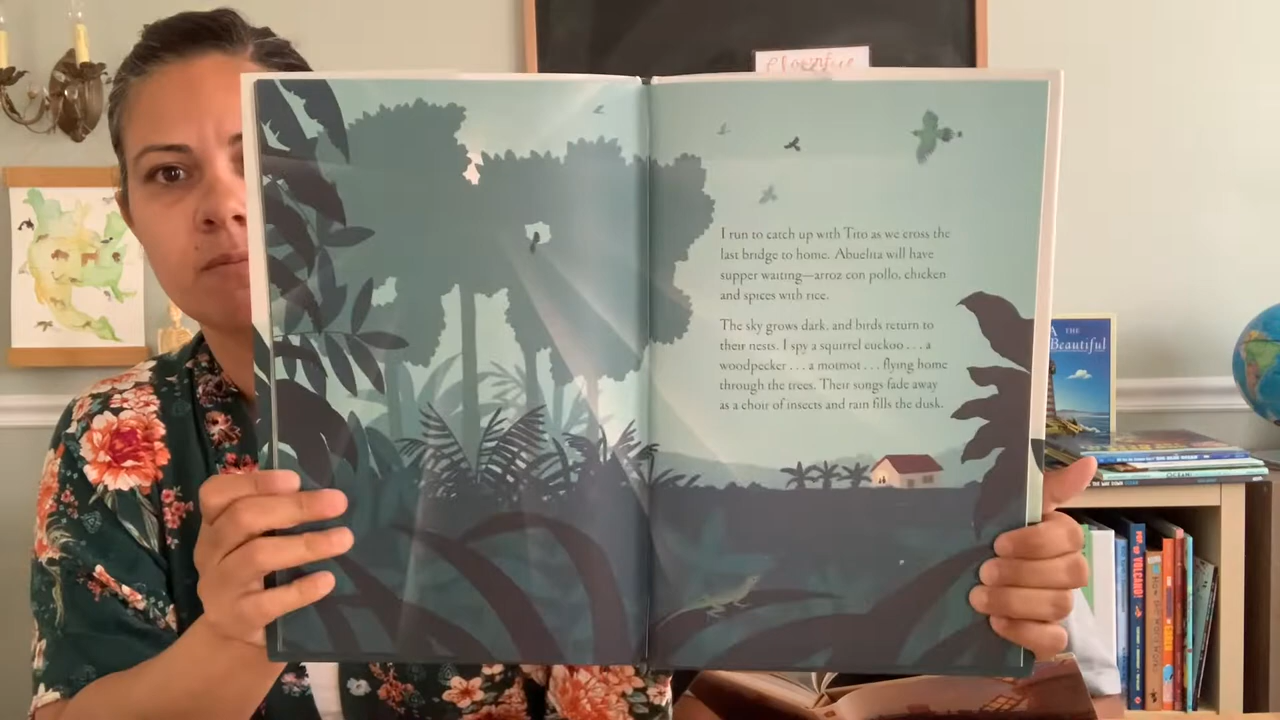 I run to catch up with Tito as we cross the
last bridge to home. Abuelita will have
supper waiting—arroz con pollo, chicken
and spices with rice.
The sky grows dark, and birds return to
their nests. I spy a squirrel cuckoo . . . a
woodpecker . . . a motmot . . . flying home
through the trees. Their songs fade away
as a choir of insects and rain fills the dusk.
THE
Beautiful
OCEAN!
VOLCANO!